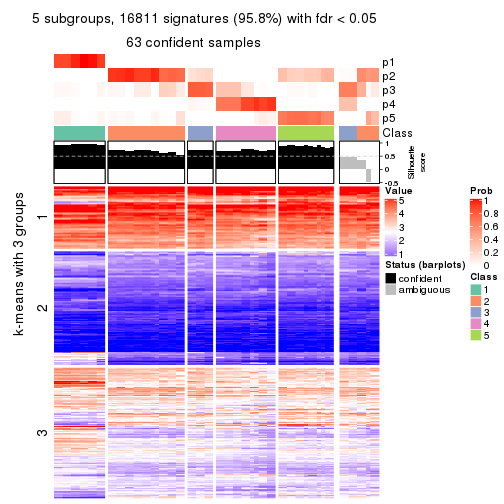 5 subgroups, 16811 signatures (95.8%) with fdr < 0.05
63 confident samples
p1
p2
p3
p4
p5
Class
1
0.5
0
-0.5
Silhouette
score
k-means with 3 groups
1
2
3
Value
5
4
3
2
1
Status (barplots)
confident
ambiguous
Prob
1
0.8
0.6
0.4
0.2
0
Class
1
2
3
4
5